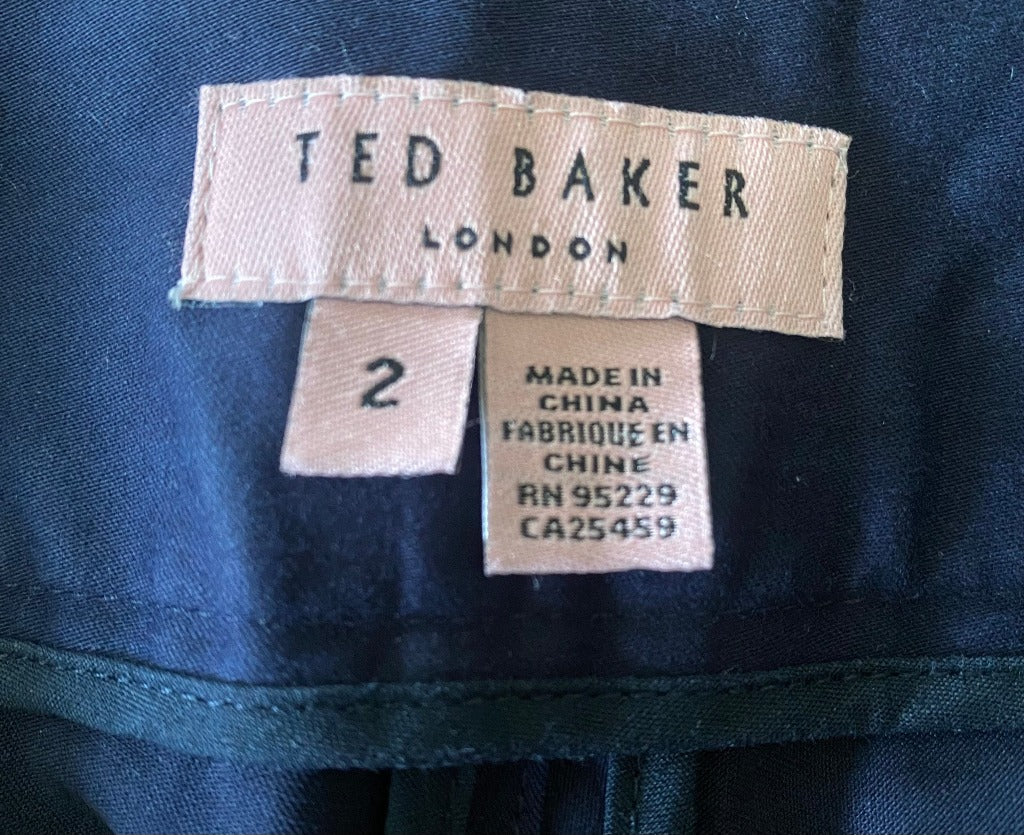 TED BAKER
LONDON
2
MADE IN
CHINA
FABRIQUE EN
CHINE
RN 95229
CA25459